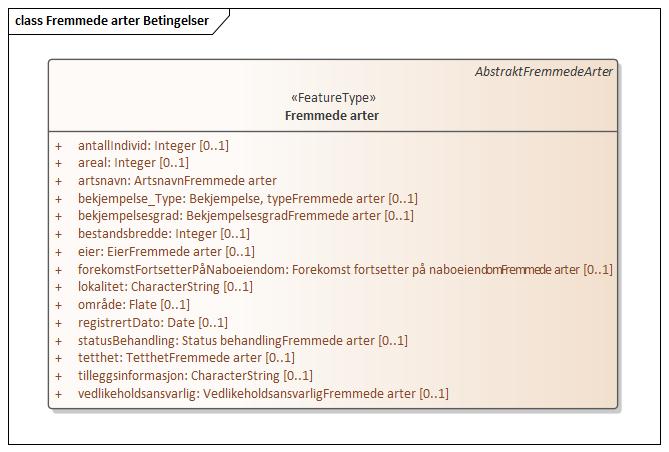 class Fremmede arter Betingelser
AbstraktFremmedeArter
«FeatureType»
Fremmede arter
+ antallIndivid: Integer [0..1]
+ areal: Integer [0..1]
+ artsnavn: ArtsnavnFremmede arter
+ bekjempelse_Type: Bekjempelse, typeFremmede arter [0..1]
+ bekjempelsesgrad: BekjempelsesgradFremmede arter [0..1]
+ bestandsbredde: Integer [0..1]
+ eier: EierFremmede arter [0..1]
+ forekomstFortsetterPåNaboeiendom: Forekomst fortsetter på naboeiendomFremmede arter [0..1]
+ lokalitet: CharacterString [0..1]
+ område: Flate [0..1]
+ registrertDato: Date [0..1]
+ statusBehandling: Status behandlingFremmede arter [0..1]
+ tetthet: TetthetFremmede arter [0..1]
+ tilleggsinformasjon: CharacterString [0..1]
+ vedlikeholdsansvarlig: VedlikeholdsansvarligFremmede arter [0..1]